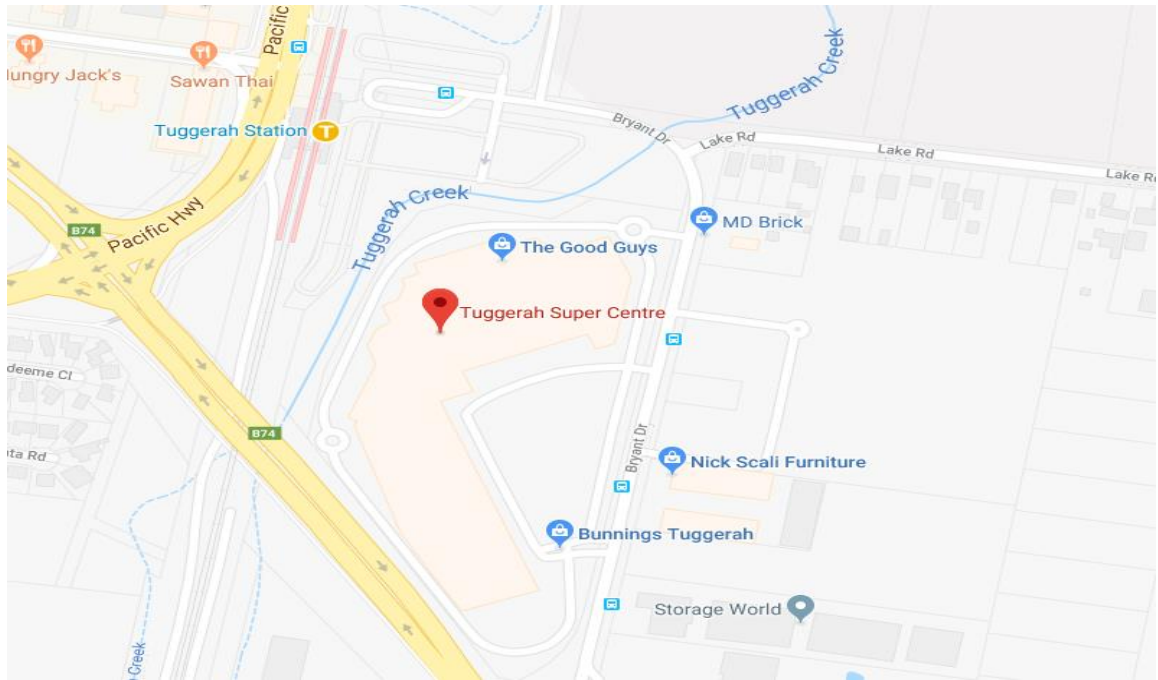 Pacific
Hungry Jack's
Sawan Thai
Tuggerah Creek
Tuggerah Station T
Bryant Dr
Lake Rd
Lake Rd
Lake Rd
Tuggerah Creek
B74
Pacific Hwy
MD Brick
The Good Guys
Tuggerah Super Centre
deeme Cl
B74
Bryant Dr
ta Rd
Nick Scali Furniture
Bunnings Tuggerah
Storage World
Creek